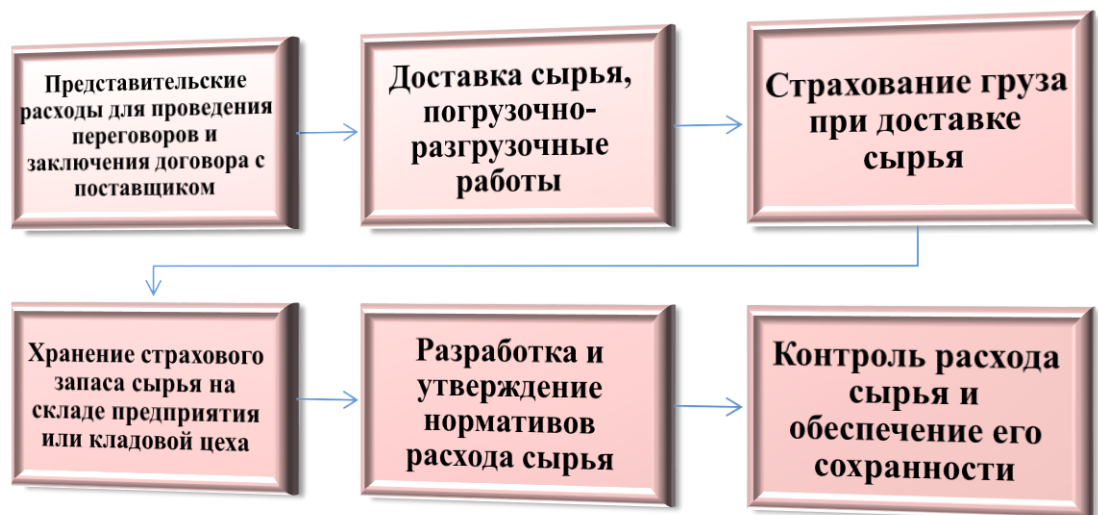 Представительские
расходы для проведения
переговоров и
заключения договора с
поставщиком
Доставка сырья,
погрузочно-
разгрузочные
работы
Страхование груза
при доставке
сырья
Хранение страхового
запаса сырья на
складе предприятия
или кладовой цеха
Разработка и
утверждение
нормативов
расхода сырья
Контроль расхода
сырья и
обеспечение его
сохранности